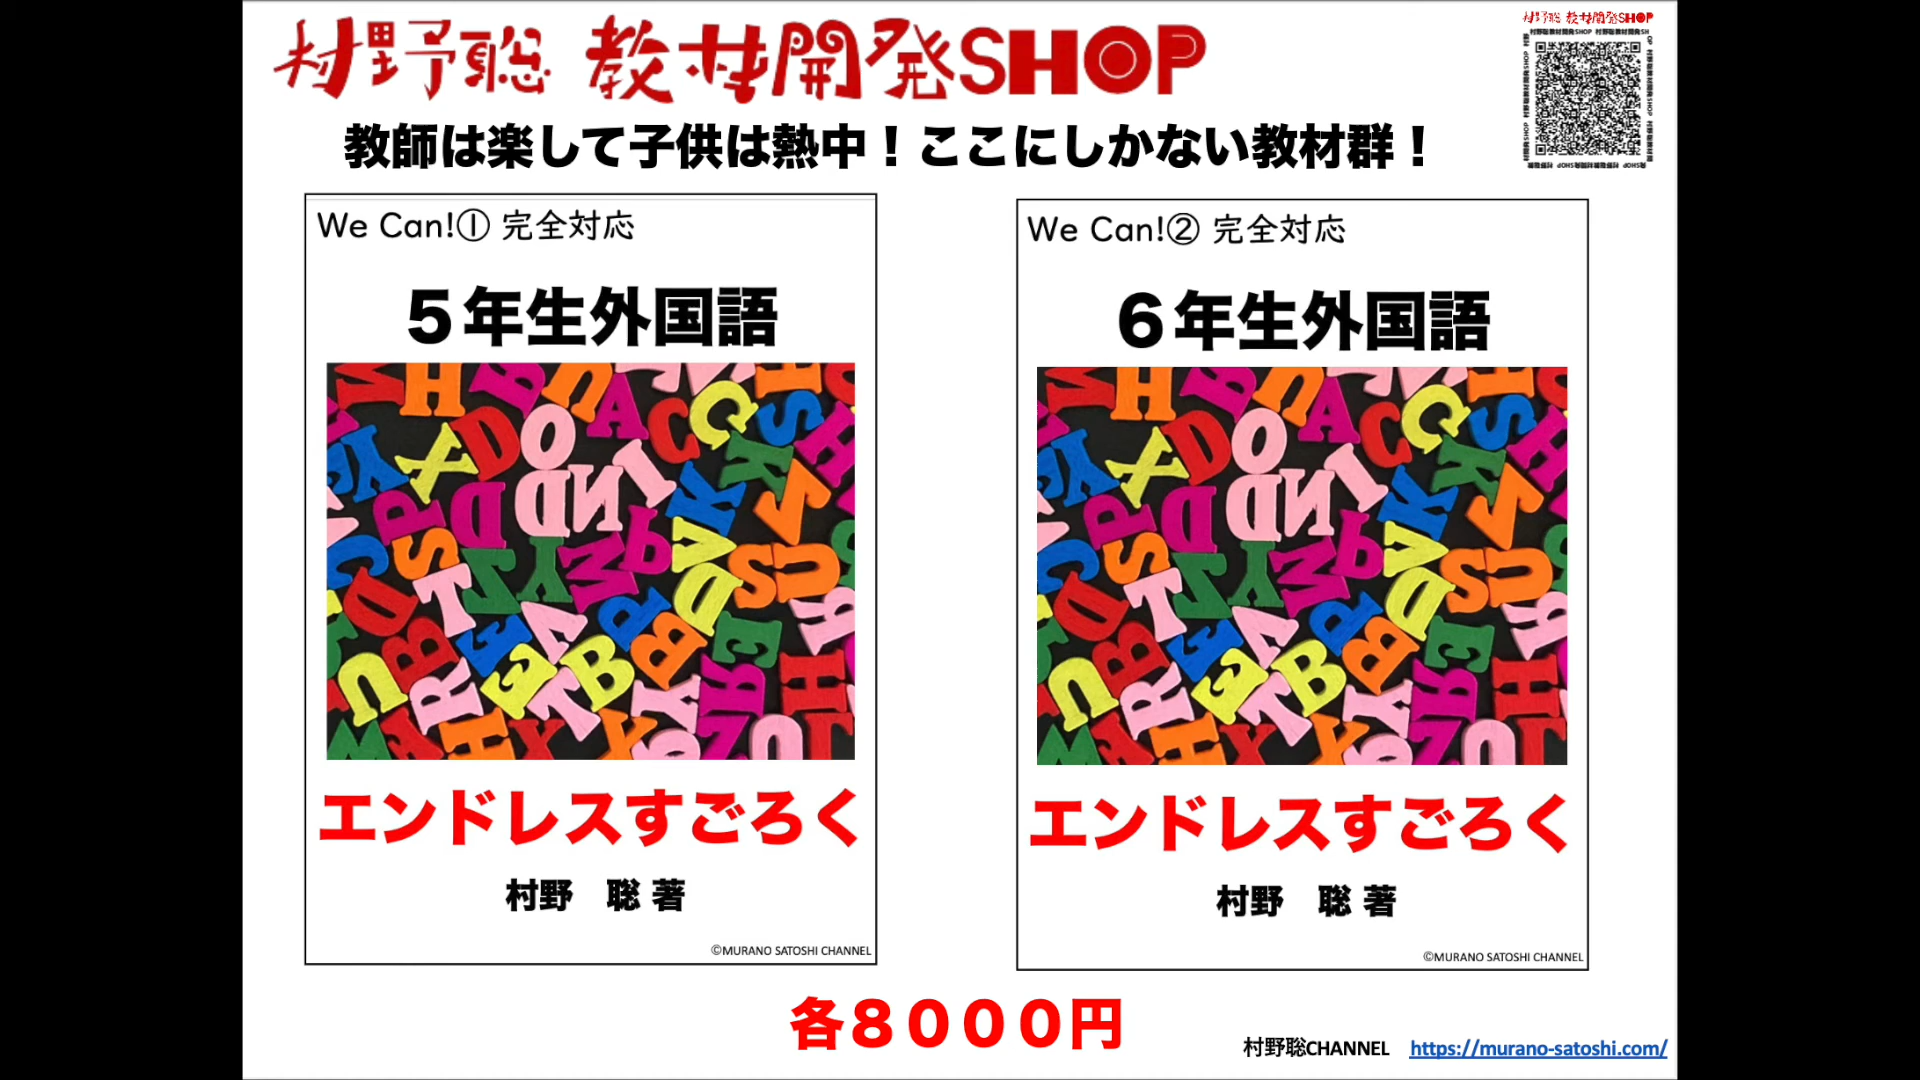 村野聡 教材開発SHOP
教師は楽して子供は熱中！ここにしかない教材群！
村野聡 教材開発SHOP
We Can!① 完全対応
５年生外国語
エンドレスすごろく
村野　聡 著
©MURANO SATOSHI CHANNEL
We Can!② 完全対応
６年生外国語
エンドレスすごろく
村野　聡 著
©MURANO SATOSHI CHANNEL
各８０００円
村野聡CHANNEL https://murano-satoshi.com/